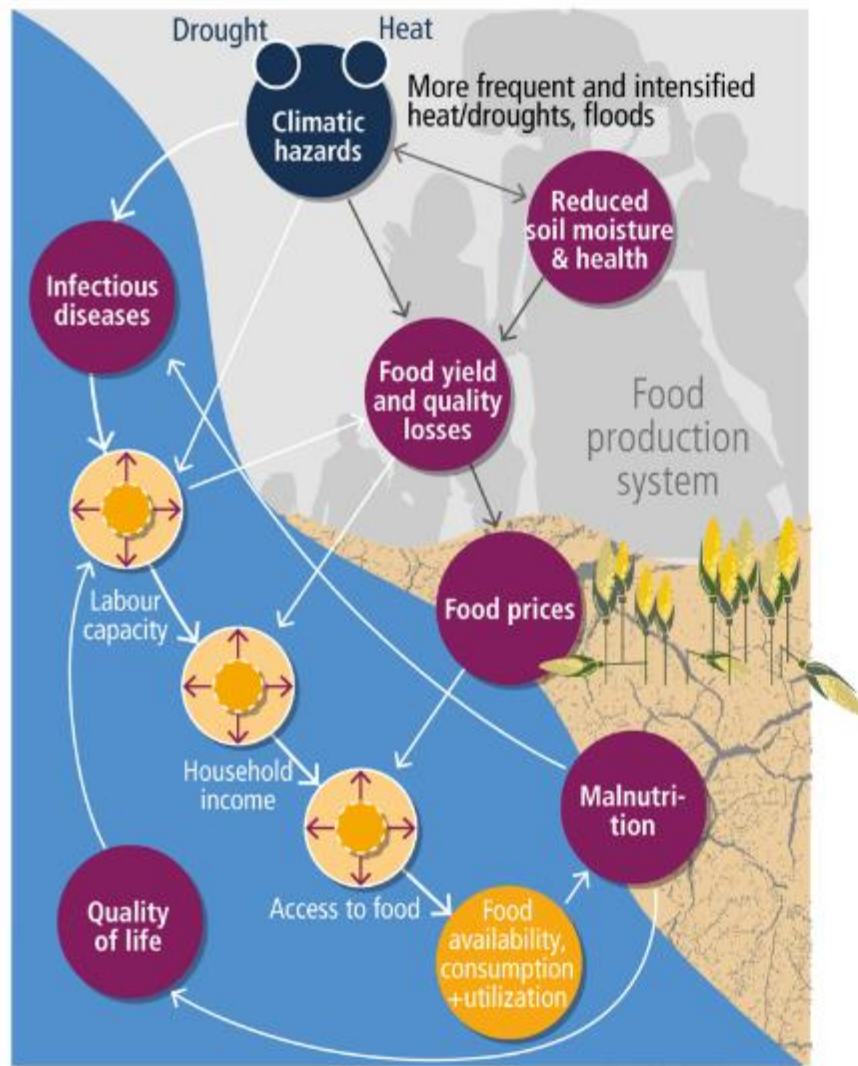 Drought
Heat
Climatic
hazards
More frequent and intensified
heat/droughts, floods
Reduced
soil moisture
& health
Infectious
diseases
Food yield
and quality
losses
Food
production
system
Labour
capacity
Food prices
Household
income
Malnutri-
tion
Access to food
Quality
of life
Food
availability,
consumption
+utilization